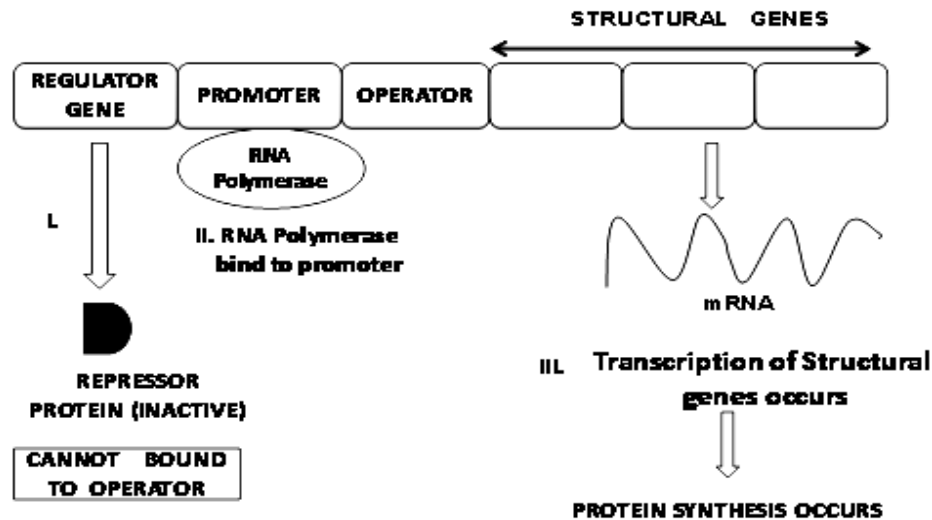 STRUCTURAL GENES
REGULATOR
GENE
PROMOTER
OPERATOR
RNA
Polymerase
I.
II. RNA Polymerase
bind to promoter
mRNA
REPRESSOR
PROTEIN (INACTIVE)
III. Transcription of Structural
genes occurs
CANNOT BOUND
TO OPERATOR
PROTEIN SYNTHESIS OCCURS